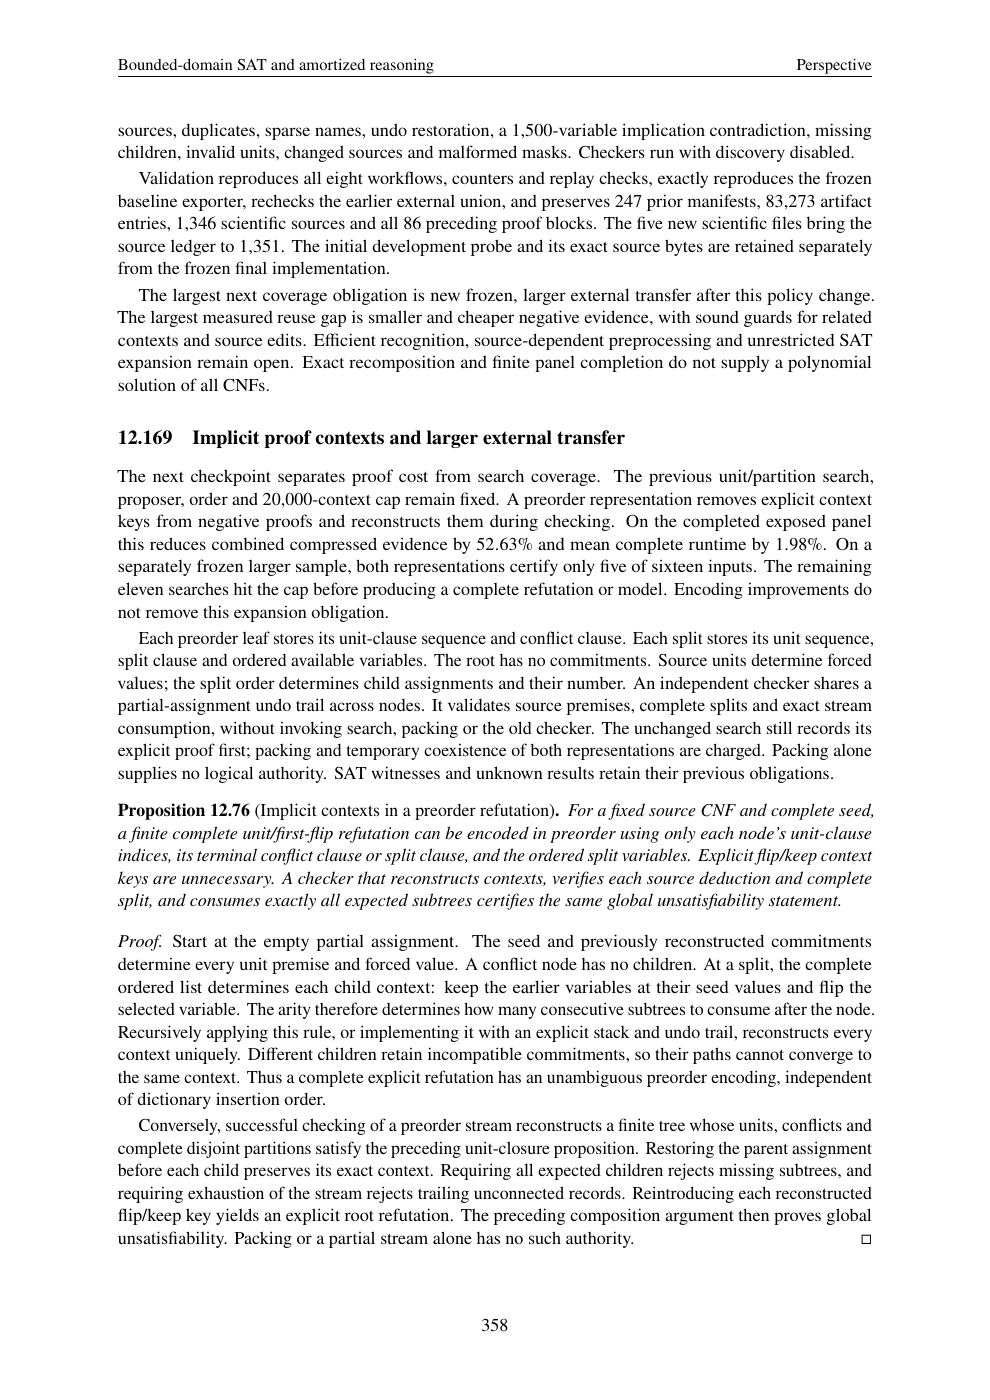 Bounded-domain SAT and amortized reasoning Perspective
sources, duplicates, sparse names, undo restoration, a 1,500-variable implication contradiction, missing
children, invalid units, changed sources and malformed masks. Checkers run with discovery disabled.
Validation reproduces all eight workflows, counters and replay checks, exactly reproduces the frozen
baseline exporter, rechecks the earlier external union, and preserves 247 prior manifests, 83,273 artifact
entries, 1,346 scientific sources and all 86 preceding proof blocks. The five new scientific files bring the
source ledger to 1,351. The initial development probe and its exact source bytes are retained separately
from the frozen final implementation.
The largest next coverage obligation is new frozen, larger external transfer after this policy change.
The largest measured reuse gap is smaller and cheaper negative evidence, with sound guards for related
contexts and source edits. Efficient recognition, source-dependent preprocessing and unrestricted SAT
expansion remain open. Exact recomposition and finite panel completion do not supply a polynomial
solution of all CNFs.
12.169 Implicit proof contexts and larger external transfer
The next checkpoint separates proof cost from search coverage. The previous unit/partition search,
proposer, order and 20,000-context cap remain fixed. A preorder representation removes explicit context
keys from negative proofs and reconstructs them during checking. On the completed exposed panel
this reduces combined compressed evidence by 52.63% and mean complete runtime by 1.98%. On a
separately frozen larger sample, both representations certify only five of sixteen inputs. The remaining
eleven searches hit the cap before producing a complete refutation or model. Encoding improvements do
not remove this expansion obligation.
Each preorder leaf stores its unit-clause sequence and conflict clause. Each split stores its unit sequence,
split clause and ordered available variables. The root has no commitments. Source units determine forced
values; the split order determines child assignments and their number. An independent checker shares a
partial-assignment undo trail across nodes. It validates source premises, complete splits and exact stream
consumption, without invoking search, packing or the old checker. The unchanged search still records its
explicit proof first; packing and temporary coexistence of both representations are charged. Packing alone
supplies no logical authority. SAT witnesses and unknown results retain their previous obligations.
Proposition 12.76 (Implicit contexts in a preorder refutation). For a fixed source CNF and complete seed,
a finite complete unit/first-flip refutation can be encoded in preorder using only each node's unit-clause
indices, its terminal conflict clause or split clause, and the ordered split variables. Explicit flip/keep context
keys are unnecessary. A checker that reconstructs contexts, verifies each source deduction and complete
split, and consumes exactly all expected subtrees certifies the same global unsatisfiability statement.
Proof. Start at the empty partial assignment. The seed and previously reconstructed commitments
determine every unit premise and forced value. A conflict node has no children. At a split, the complete
ordered list determines each child context: keep the earlier variables at their seed values and flip the
selected variable. The arity therefore determines how many consecutive subtrees to consume after the node.
Recursively applying this rule, or implementing it with an explicit stack and undo trail, reconstructs every
context uniquely. Different children retain incompatible commitments, so their paths cannot converge to
the same context. Thus a complete explicit refutation has an unambiguous preorder encoding, independent
of dictionary insertion order.
Conversely, successful checking of a preorder stream reconstructs a finite tree whose units, conflicts and
complete disjoint partitions satisfy the preceding unit-closure proposition. Restoring the parent assignment
before each child preserves its exact context. Requiring all expected children rejects missing subtrees, and
requiring exhaustion of the stream rejects trailing unconnected records. Reintroducing each reconstructed
flip/keep key yields an explicit root refutation. The preceding composition argument then proves global
unsatisfiability. Packing or a partial stream alone has no such authority. □
358